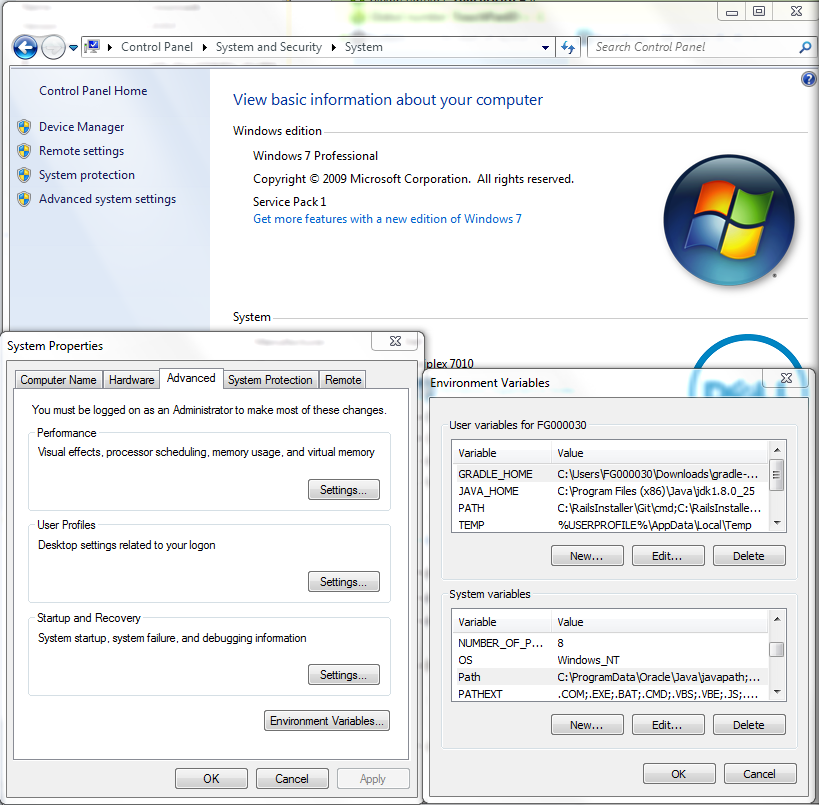 Control Panel
System and Security
System
Search Control Panel
Control Panel Home
Device Manager
Remote settings
System protection
Advanced system settings
View basic information about your computer
Windows edition
Windows 7 Professional
Copyright © 2009 Microsoft Corporation. All rights reserved.
Service Pack 1
Get more features with a new edition of Windows 7
System
plex 7010
DELL
System Properties
Computer Name
Hardware
Advanced
System Protection
Remote
You must be logged on as an Administrator to make most of these changes.
Performance
Visual effects, processor scheduling, memory usage, and virtual memory
Settings...
User Profiles
Desktop settings related to your logon
Settings...
Startup and Recovery
System startup, system failure, and debugging information
Settings...
Environment Variables...
OK Cancel Apply
Environment Variables
User variables for FG000030
Variable Value
GRADLE_HOME C:\Users\FG000030\Downloads\gradle-...
JAVA_HOME C:\Program Files (x86)\Java\jdk1.8.0_25
PATH C:\RailsInstaller\Git\cmd;C:\RailsInstalle...
TEMP %USERPROFILE%\AppData\Local\Temp
New... Edit... Delete
System variables
Variable Value
NUMBER_OF_P... 8
OS Windows_NT
Path C:\ProgramData\Oracle\Java\javapath;...
PATHEXT .COM;.EXE;.BAT;.CMD;.VBS;.VBE;.JS;....
New... Edit... Delete
OK Cancel